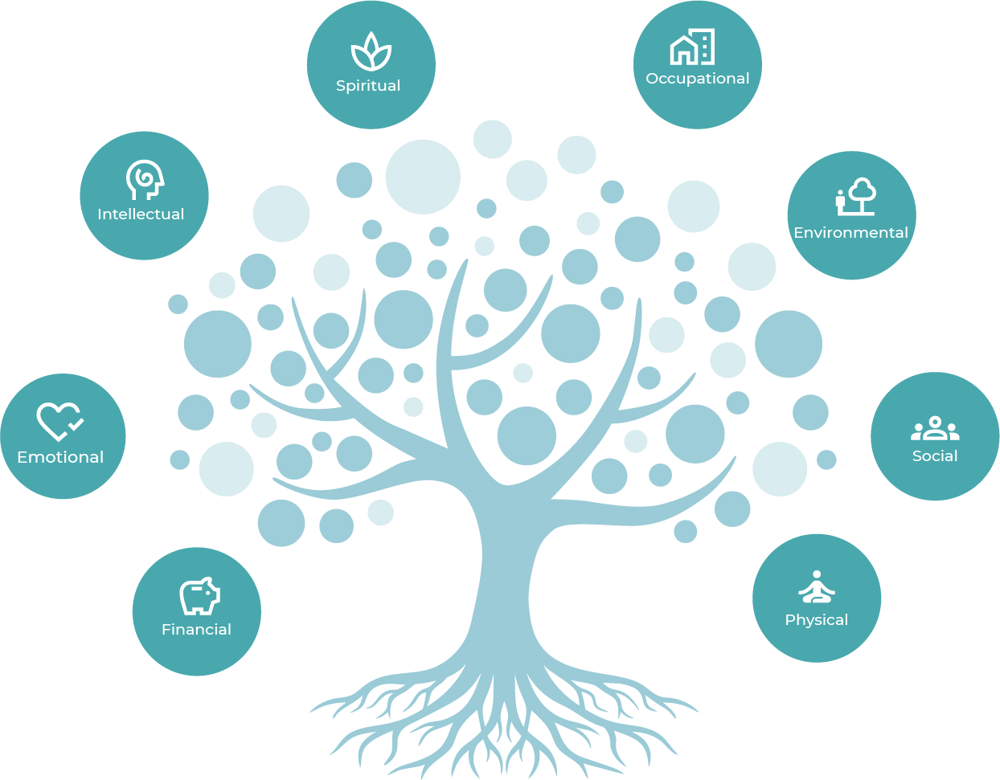 Spiritual
Occupational
Intellectual
Environmental
Emotional
Social
Financial
Physical